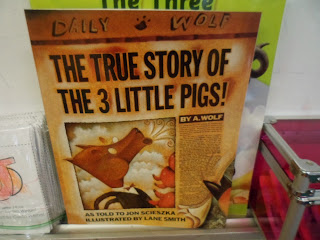 The Three
DAILY WOLF
THE TRUE STORY OF
THE 3 LITTLE PIGS!
BY A. WOLF
AS TOLD TO JON SCIESZKA
ILLUSTRATED BY LANE SMITH